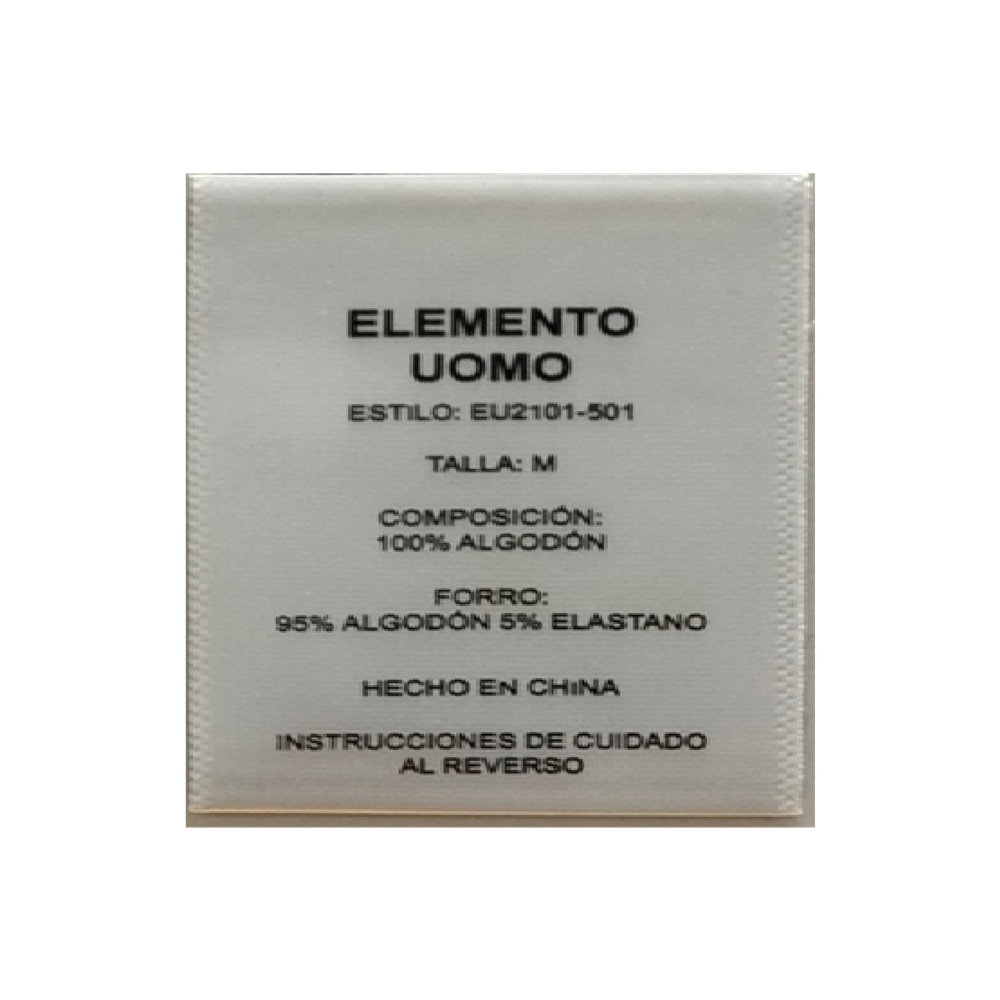 ELEMENTO
UOMO
ESTILO: EU2101-501
TALLA: M
COMPOSICIÓN:
100% ALGODÓN
FORRO:
95% ALGODÓN 5% ELASTANO
HECHO EN CHINA
INSTRUCCIONES DE CUIDADO
AL REVERSO